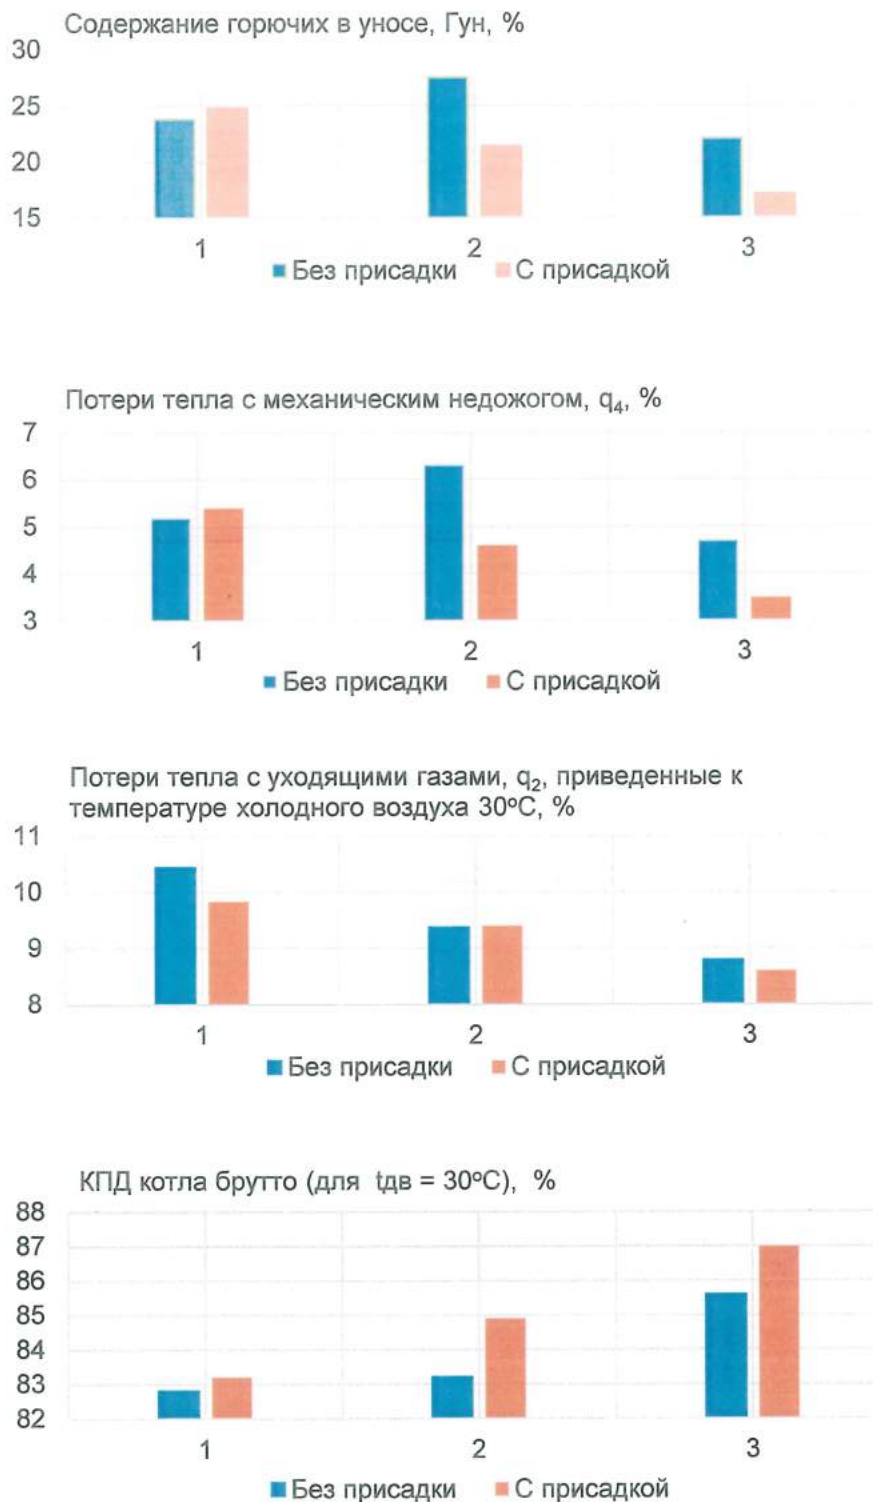 Содержание горючих в уносе, Гун, %
30
25
20
15
1 2 3
Без присадки С присадкой
Потери тепла с механическим недожогом, q₄, %
7
6
5
4
3
1 2 3
Без присадки С присадкой
Потери тепла с уходящими газами, q₂, приведенные к
температуре холодного воздуха 30ºС, %
11
10
9
8
1 2 3
Без присадки С присадкой
КПД котла брутто (для tдв = 30ºС), %
88
87
86
85
84
83
82
1 2 3
Без присадки С присадкой